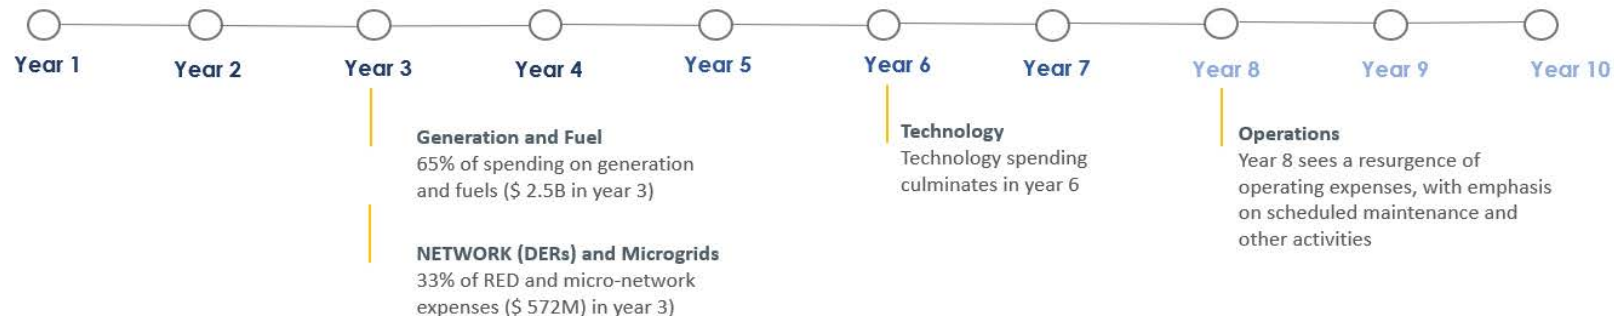 Year 1
Year 2
Year 3
Year 4
Year 5
Year 6
Year 7
Year 8
Year 9
Year 10
Generation and Fuel
65% of spending on generation
and fuels ($ 2.5B in year 3)
NETWORK (DERs) and Microgrids
33% of RED and micro-network
expenses ($ 572M) in year 3)
Technology
Technology spending
culminates in year 6
Operations
Year 8 sees a resurgence of
operating expenses, with emphasis
on scheduled maintenance and
other activities